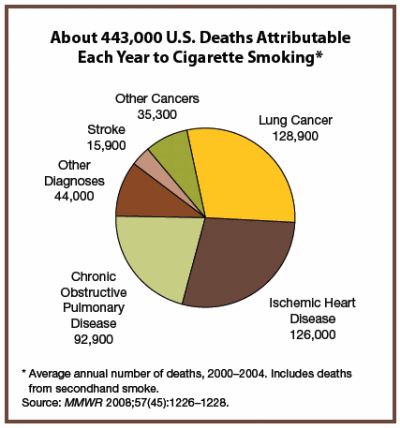 About 443,000 U.S. Deaths Attributable
Each Year to Cigarette Smoking*
Other Cancers
35,300
Lung Cancer
128,900
Stroke
15,900
Other
Diagnoses
44,000
Chronic
Obstructive
Pulmonary
Disease
92,900
Ischemic Heart
Disease
126,000
* Average annual number of deaths, 2000–2004. Includes deaths
from secondhand smoke.
Source: MMWR 2008;57(45):1226–1228.